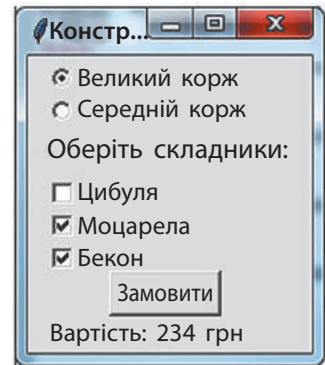 Констр...
Великий корж
Середній корж
Оберіть складники:
Цибуля
Моцарела
Бекон
Замовити
Вартість: 234 грн